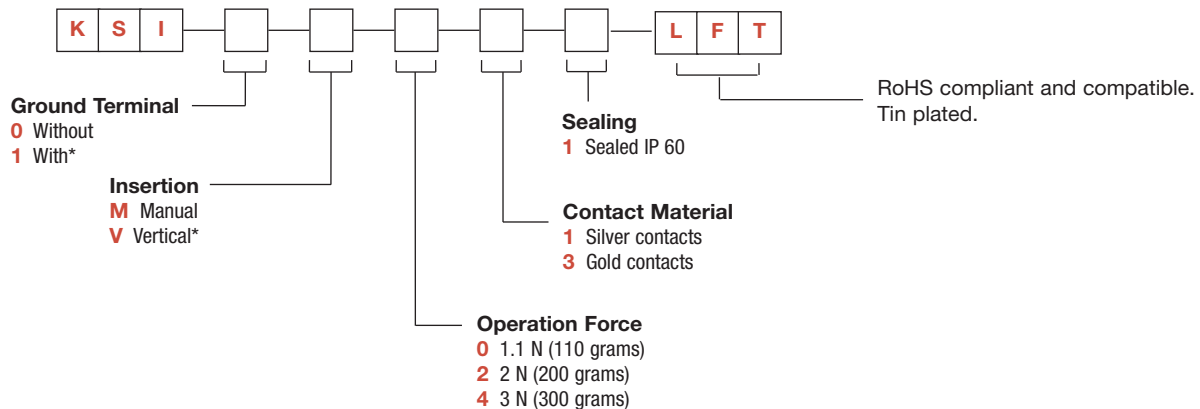 K S I L F T
RoHS compliant and compatible.
Tin plated.
Ground Terminal
0 Without
1 With*
Sealing
1 Sealed IP 60
Insertion
M Manual
V Vertical*
Contact Material
1 Silver contacts
3 Gold contacts
Operation Force
0 1.1 N (110 grams)
2 2 N (200 grams)
4 3 N (300 grams)